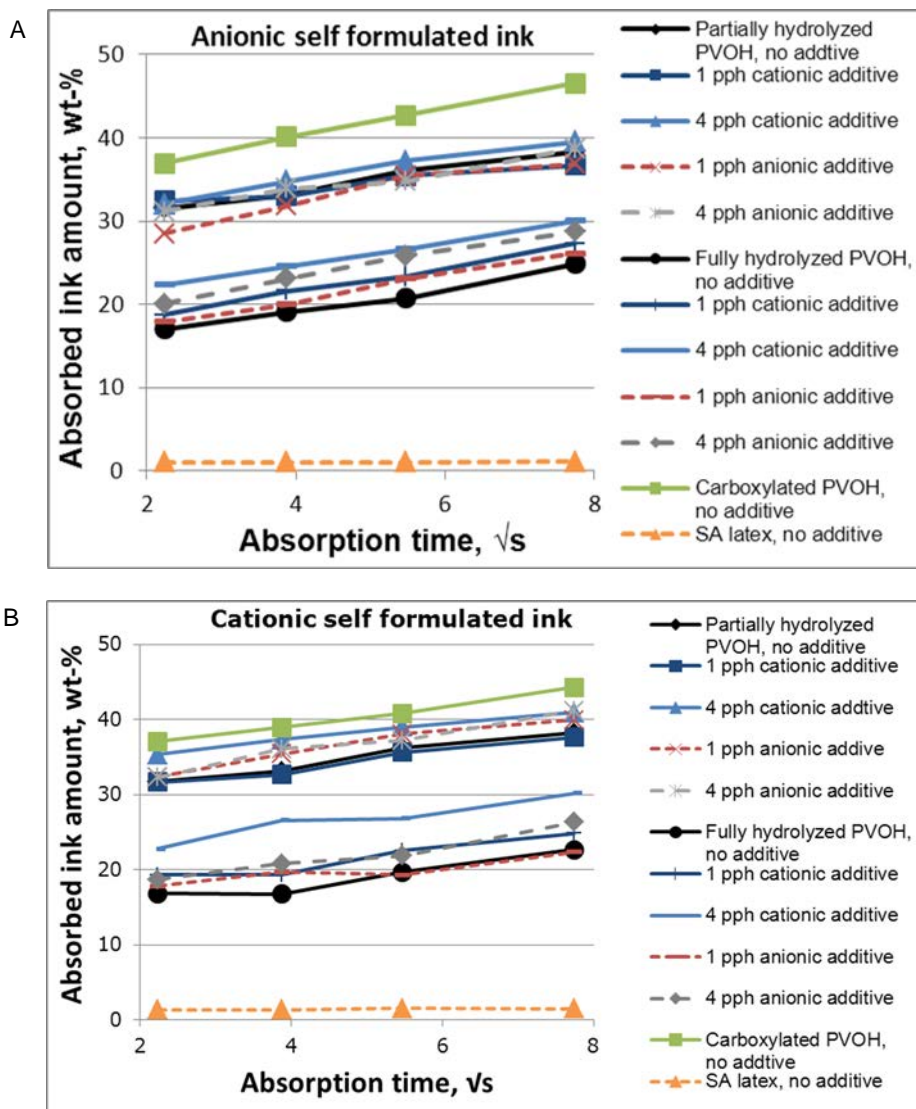 A
Anionic self formulated ink
Absorbed ink amount, wt-%
50
40
30
20
10
0
2
4
6
8
Absorption time, √s
Partially hydrolyzed
PVOH, no addtive
1 pph cationic additive
4 pph cationic additive
1 pph anionic additive
4 pph anionic additive
Fully hydrolyzed PVOH,
no additive
1 pph cationic additive
4 pph cationic additive
1 pph anionic additive
4 pph anionic additive
Carboxylated PVOH,
no additive
SA latex, no additive
B
Cationic self formulated ink
Absorbed ink amount, wt-%
50
40
30
20
10
0
2
4
6
8
Absorption time, √s
Partially hydrolyzed
PVOH, no additive
1 pph cationic additive
4 pph cationic addtive
1 pph anionic addive
4 pph anionic additive
Fully hydrolyzed PVOH,
no additive
1 pph cationic additive
4 pph cationic additive
1 pph anionic additive
4 pph anionic additive
Carboxylated PVOH,
no addtive
SA latex, no additive